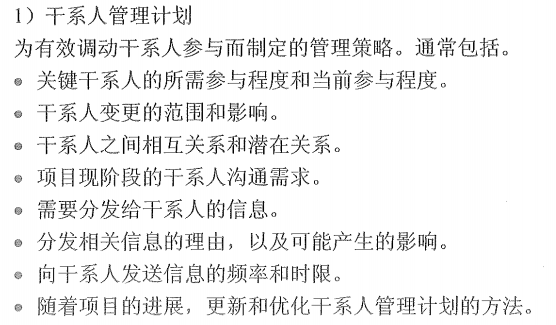 1）干系人管理计划
为有效调动干系人参与而制定的管理策略。通常包括。
● 关键干系人的所需参与程度和当前参与程度。
● 干系人变更的范围和影响。
● 干系人之间相互关系和潜在关系。
● 项目现阶段的干系人沟通需求。
● 需要分发给干系人的信息。
● 分发相关信息的理由，以及可能产生的影响。
● 向干系人发送信息的频率和时限。
● 随着项目的进展，更新和优化干系人管理计划的方法。